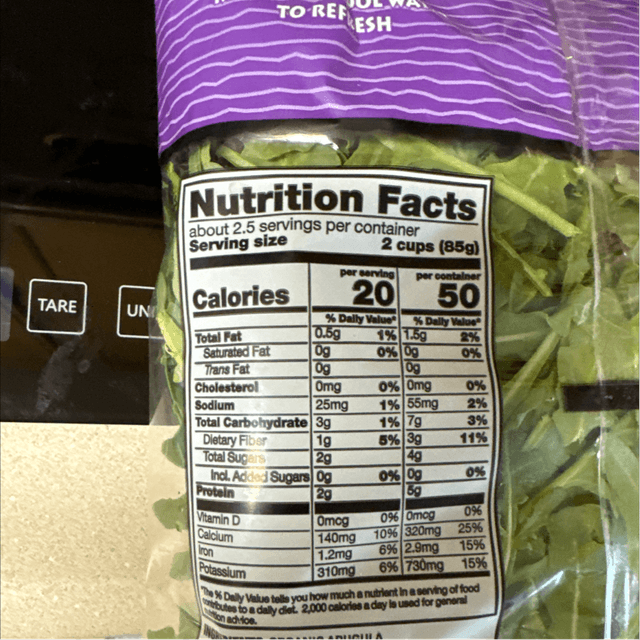 TO REFRESH
TARE
UNI
Nutrition Facts
about 2.5 servings per container
Serving size 2 cups (85g)
per serving per container
Calories 20 50
% Daily Value* % Daily Value*
Total Fat 0.5g 1% 1.5g 2%
Saturated Fat 0g 0% 0g 0%
Trans Fat 0g 0g
Cholesterol 0mg 0% 0mg 0%
Sodium 25mg 1% 55mg 2%
Total Carbohydrate 3g 1% 7g 3%
Dietary Fiber 1g 5% 3g 11%
Total Sugars 2g 4g
Incl. Added Sugars 0g 0% 0g 0%
Protein 2g 5g
Vitamin D 0mcg 0% 0mcg 0%
Calcium 140mg 10% 320mg 25%
Iron 1.2mg 6% 2.9mg 15%
Potassium 310mg 6% 730mg 15%
*The % Daily Value tells you how much a nutrient in a serving of food
contributes to a daily diet. 2,000 calories a day is used for general
nutrition advice.
INGREDIENTS: ORGANIC ARUGULA